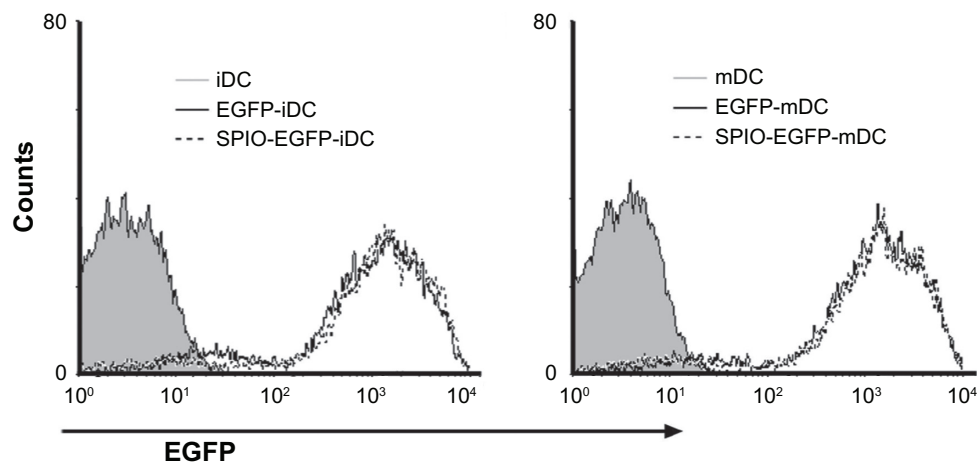 80
iDC
EGFP-iDC
SPIO-EGFP-iDC
Counts
0
10⁰ 10¹ 10² 10³ 10⁴
80
mDC
EGFP-mDC
SPIO-EGFP-mDC
0
10⁰ 10¹ 10² 10³ 10⁴
EGFP